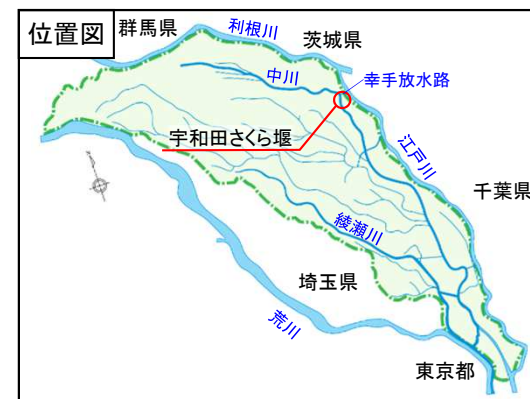 位置図
群馬県
利根川
茨城県
中川
幸手放水路
宇和田さくら堰
江戸川
千葉県
綾瀬川
埼玉県
荒川
東京都